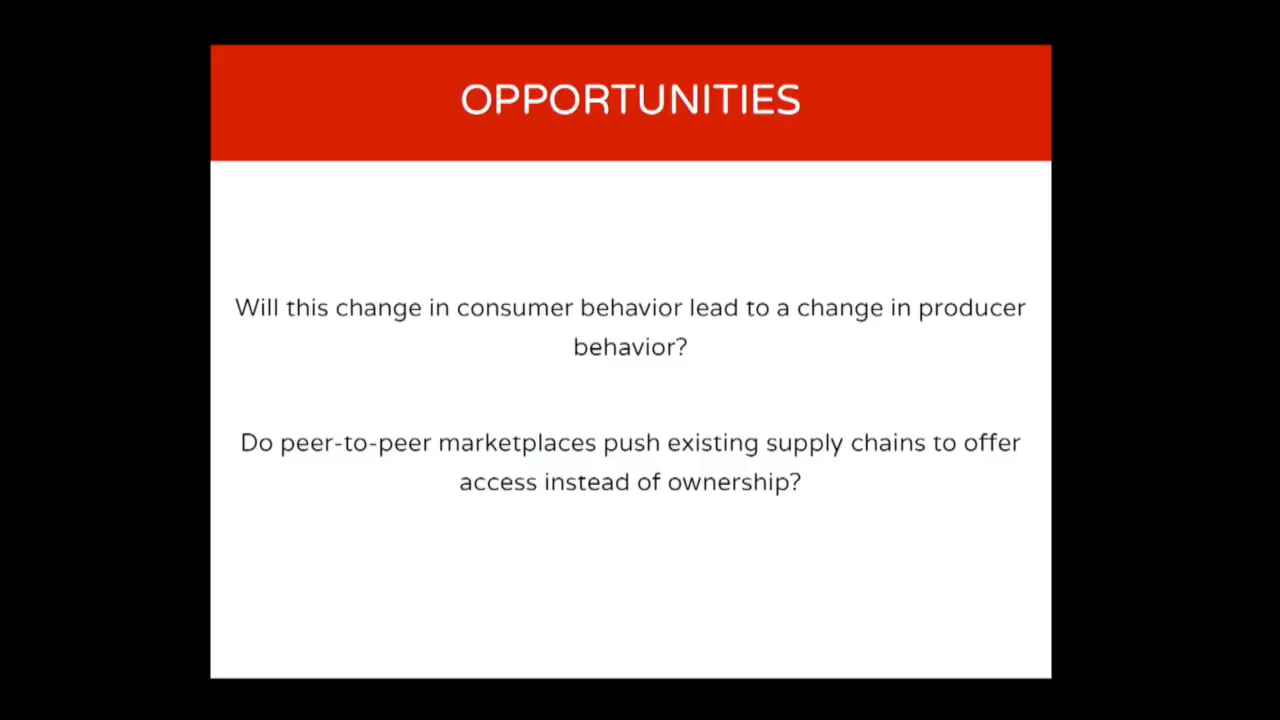 OPPORTUNITIES
Will this change in consumer behavior lead to a change in producer
behavior?
Do peer-to-peer marketplaces push existing supply chains to offer
access instead of ownership?